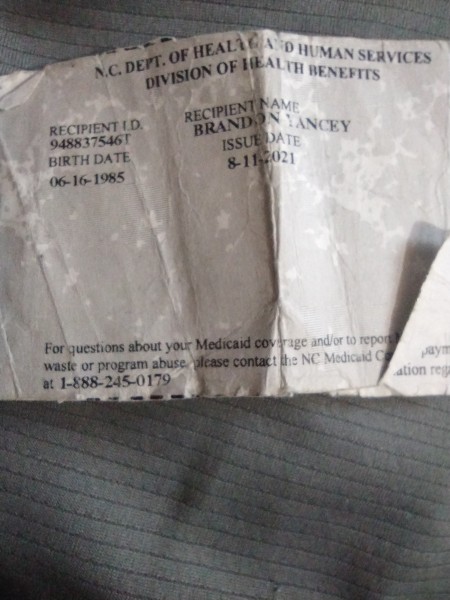 N.C. DEPT. OF HEALTH AND HUMAN SERVICES
DIVISION OF HEALTH BENEFITS
RECIPIENT I.D.
948837546T
BIRTH DATE
06-16-1985
RECIPIENT NAME
BRANDON YANCEY
ISSUE DATE
8-11-2021
For questions about your Medicaid coverage and/or to report
waste or program abuse, please contact the NC Medicaid
at 1-888-245-0179